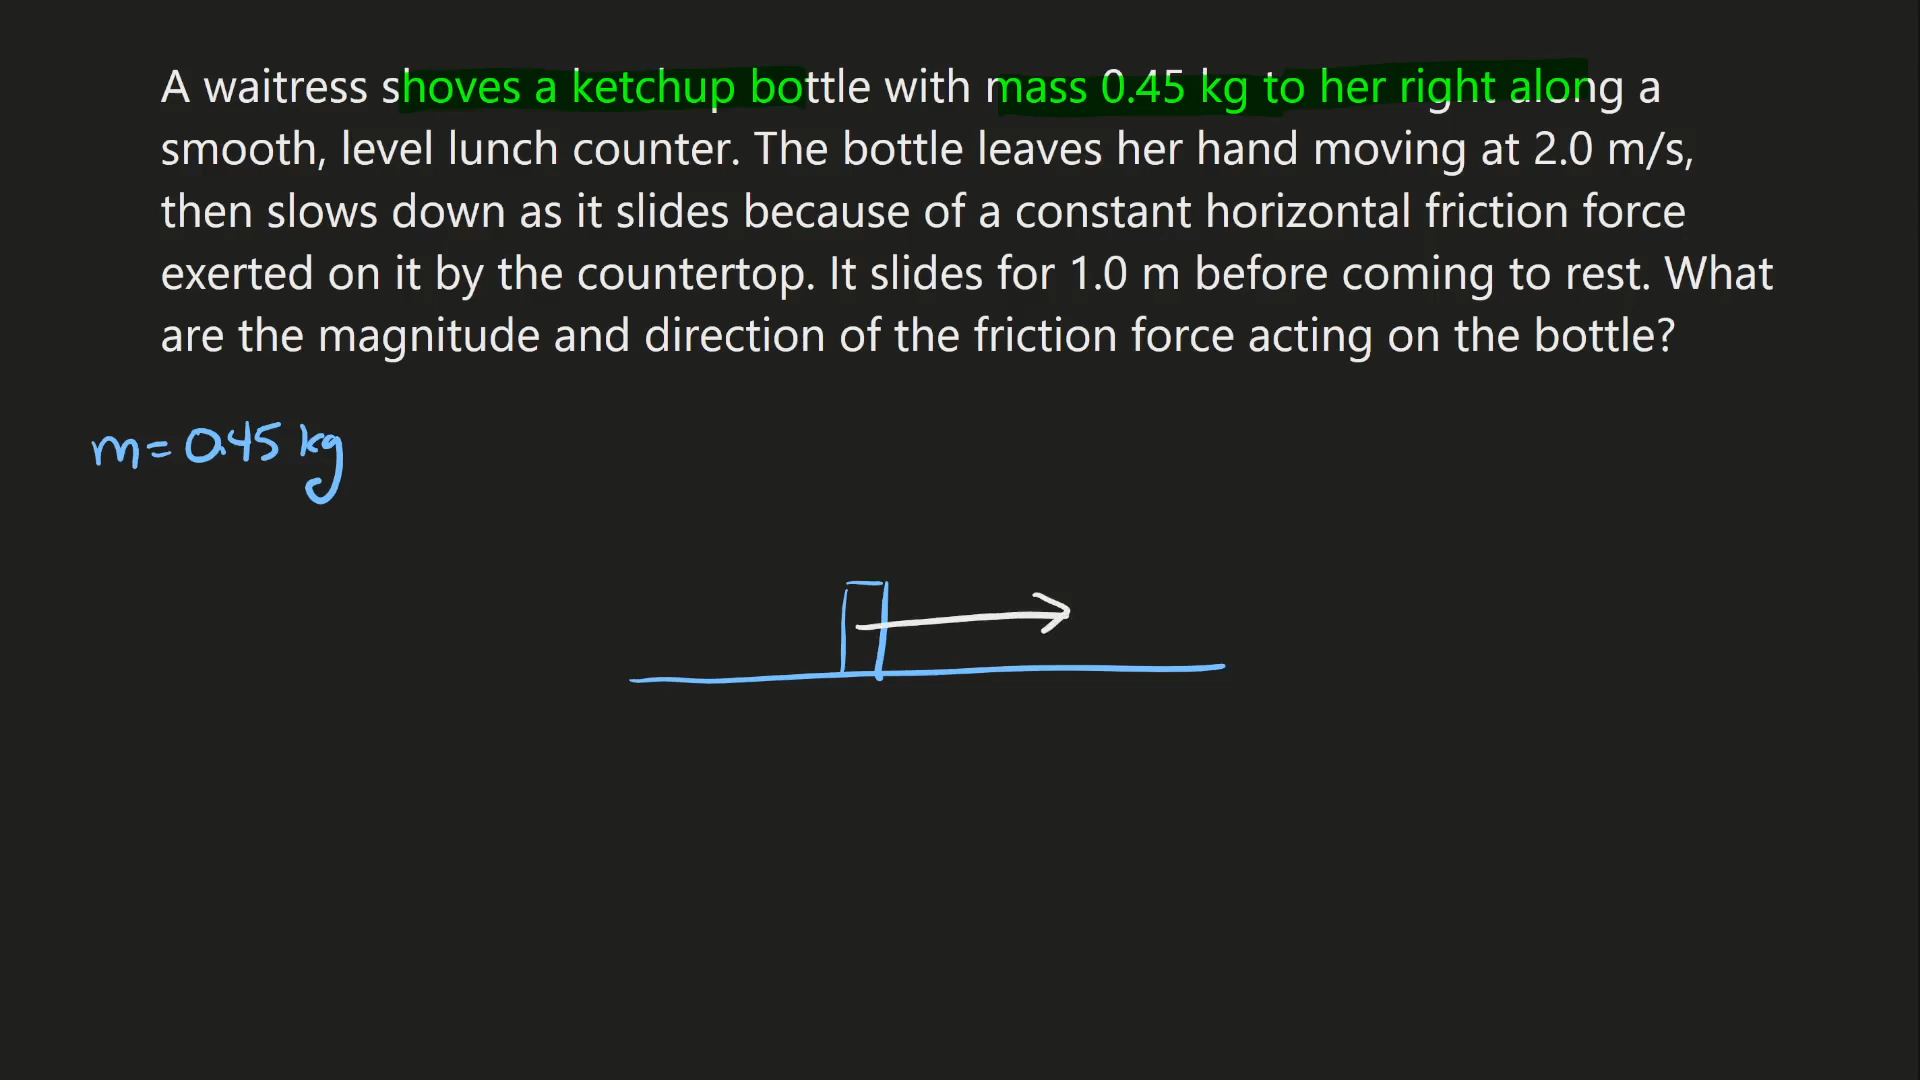 A waitress shoves a ketchup bottle with mass 0.45 kg to her right along a
smooth, level lunch counter. The bottle leaves her hand moving at 2.0 m/s,
then slows down as it slides because of a constant horizontal friction force
exerted on it by the countertop. It slides for 1.0 m before coming to rest. What
are the magnitude and direction of the friction force acting on the bottle?
m = 0.45 kg